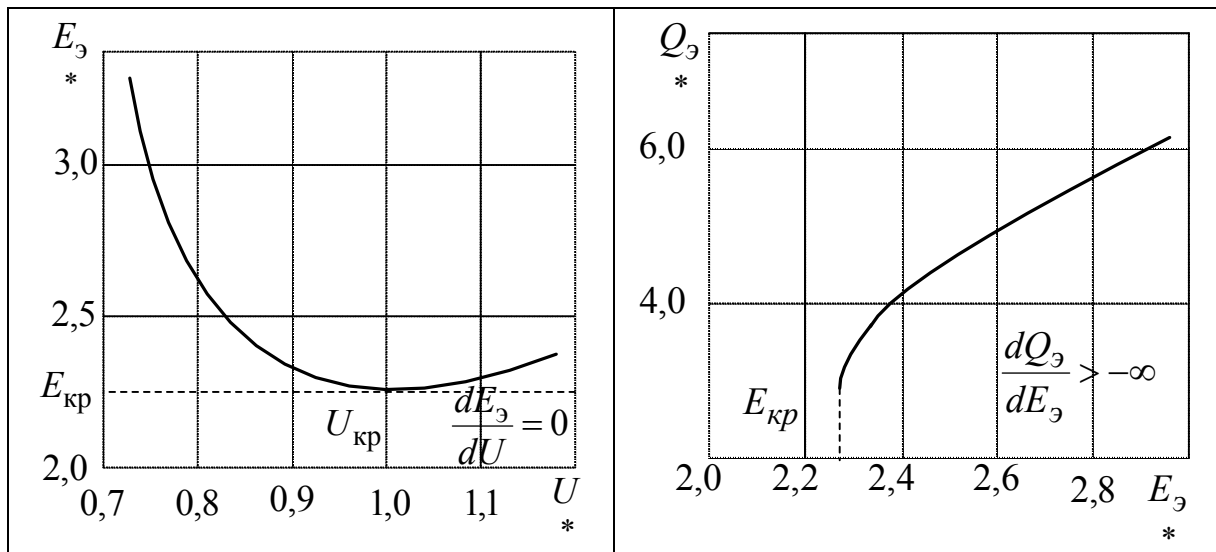 Eэ
*
3,0
2,5
Eкр
2,0
Uкр
dEэ/dU = 0
0,7 0,8 0,9 1,0 1,1 U
*
Qэ
*
6,0
4,0
Eкр
dQэ/dEэ > −∞
2,0 2,2 2,4 2,6 2,8 Eэ
*